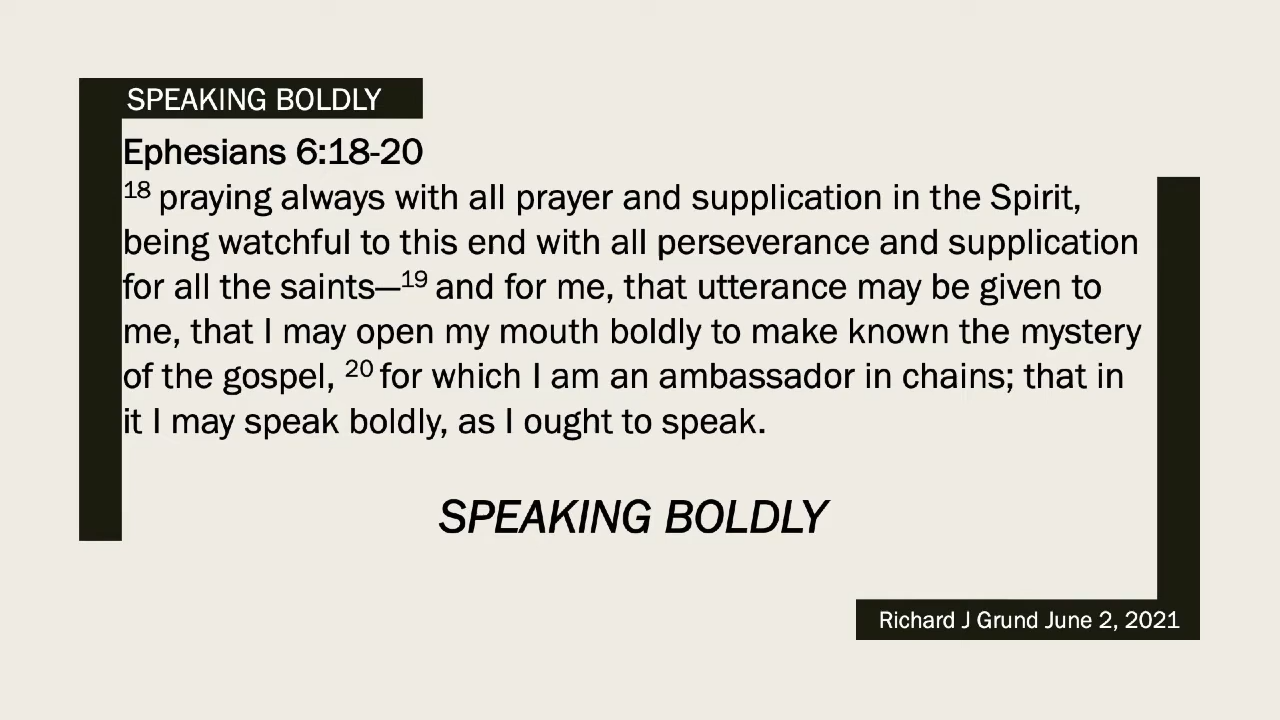 SPEAKING BOLDLY
Ephesians 6:18-20
18 praying always with all prayer and supplication in the Spirit,
being watchful to this end with all perseverance and supplication
for all the saints—19 and for me, that utterance may be given to
me, that I may open my mouth boldly to make known the mystery
of the gospel, 20 for which I am an ambassador in chains; that in
it I may speak boldly, as I ought to speak.
SPEAKING BOLDLY
Richard J Grund June 2, 2021